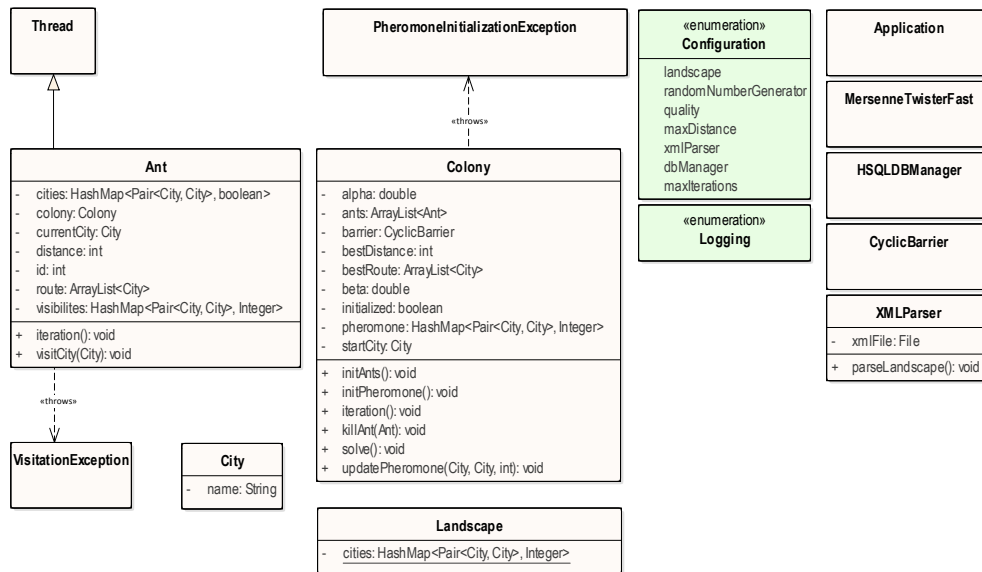 Thread
PheromoneInitializationException
«enumeration»
Configuration
landscape
randomNumberGenerator
quality
maxDistance
xmlParser
dbManager
maxIterations
Application
MersenneTwisterFast
HSQLDBManager
CyclicBarrier
«enumeration»
Logging
XMLParser
- xmlFile: File
+ parseLandscape(): void
«throws»
Ant
- cities: HashMap<Pair<City, City>, boolean>
- colony: Colony
- currentCity: City
- distance: int
- id: int
- route: ArrayList<City>
- visibilites: HashMap<Pair<City, City>, Integer>
+ iteration(): void
+ visitCity(City): void
Colony
- alpha: double
- ants: ArrayList<Ant>
- barrier: CyclicBarrier
- bestDistance: int
- bestRoute: ArrayList<City>
- beta: double
- initialized: boolean
- pheromone: HashMap<Pair<City, City>, Integer>
- startCity: City
+ initAnts(): void
+ initPheromone(): void
+ iteration(): void
+ killAnt(Ant): void
+ solve(): void
+ updatePheromone(City, City, int): void
«throws»
VisitationException
City
- name: String
Landscape
- cities: HashMap<Pair<City, City>, Integer>